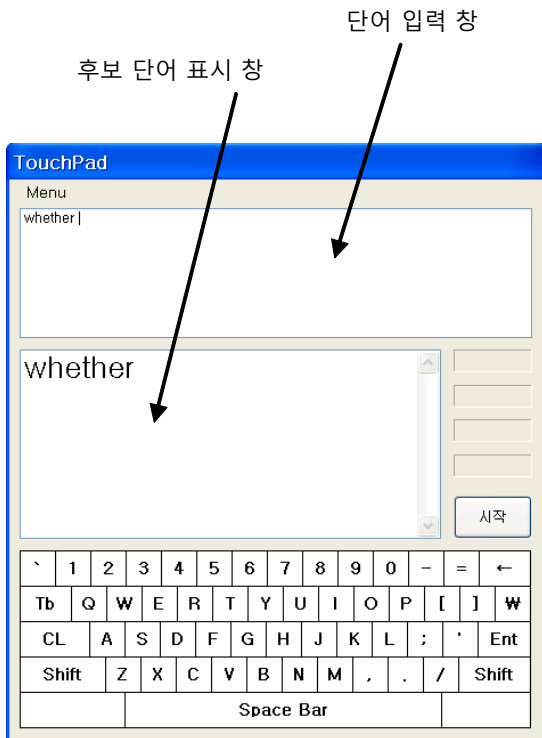 단어 입력 창
후보 단어 표시 창
TouchPad
Menu
whether
whether
시작
` 1 2 3 4 5 6 7 8 9 0 - = ←
Tb Q W E R T Y U I O P [ ] ₩
CL A S D F G H J K L ; ' Ent
Shift Z X C V B N M , . / Shift
Space Bar